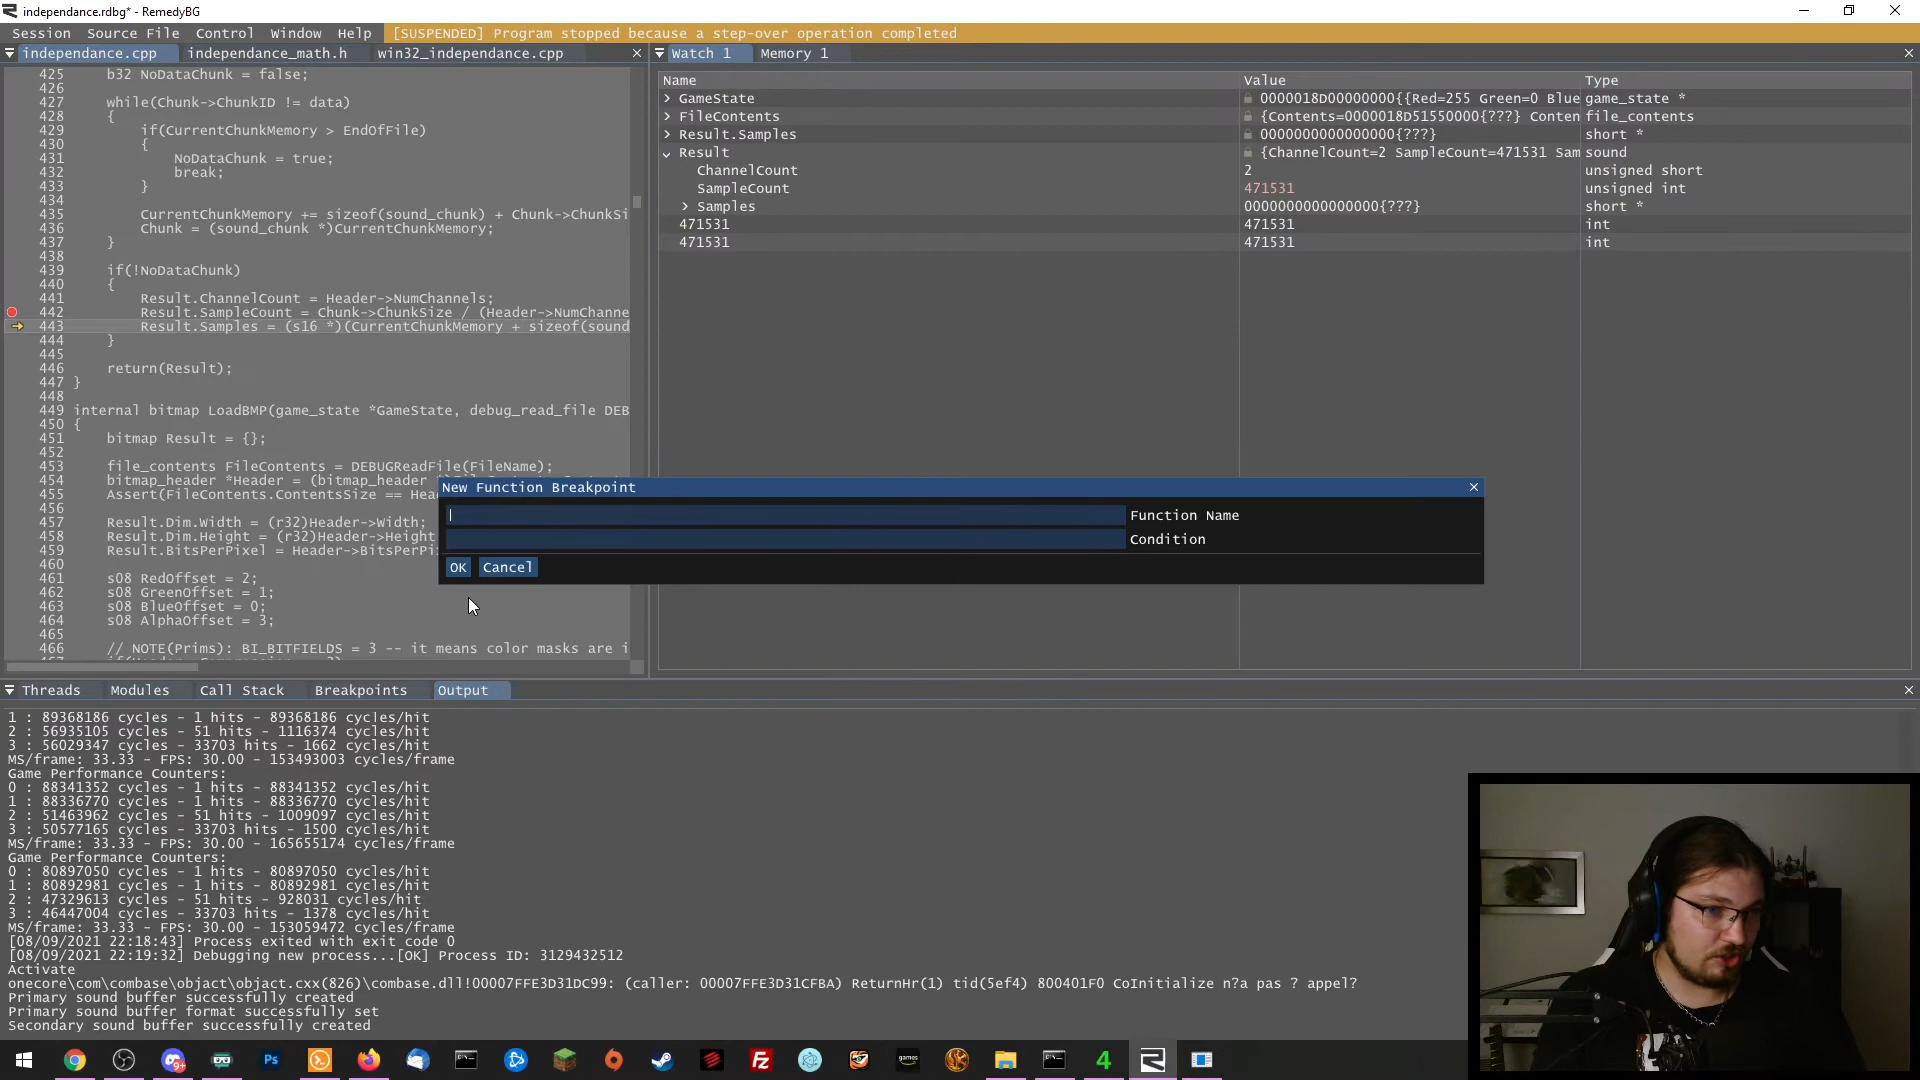 independance.rdbg* - RemedyBG
Session Source File Control Window Help [SUSPENDED] Program stopped because a step-over operation completed
independance.cpp independance_math.h win32_independance.cpp
425 b32 NoDataChunk = false;
426
427 while(Chunk->ChunkID != data)
428 {
429 if(CurrentChunkMemory > EndOfFile)
430 {
431 NoDataChunk = true;
432 break;
433 }
434
435 CurrentChunkMemory += sizeof(sound_chunk) + Chunk->ChunkSi
436 Chunk = (sound_chunk *)CurrentChunkMemory;
437 }
438
439 if(!NoDataChunk)
440 {
441 Result.ChannelCount = Header->NumChannels;
442 Result.SampleCount = Chunk->ChunkSize / (Header->NumChanne
443 Result.Samples = (s16 *)(CurrentChunkMemory + sizeof(sound
444 }
445
446 return(Result);
447 }
448
449 internal bitmap LoadBMP(game_state *GameState, debug_read_file DEB
450 {
451 bitmap Result = {};
452
453 file_contents FileContents = DEBUGReadFile(FileName);
454 bitmap_header *Header = (bitmap_header
455 Assert(FileContents.ContentsSize == Hea
456
457 Result.Dim.Width = (r32)Header->Width;
458 Result.Dim.Height = (r32)Header->Height
459 Result.BitsPerPixel = Header->BitsPerPi
460
461 s08 RedOffset = 2;
462 s08 GreenOffset = 1;
463 s08 BlueOffset = 0;
464 s08 AlphaOffset = 3;
465
466 // NOTE(Prims): BI_BITFIELDS = 3 -- it means color masks are i
Watch 1 Memory 1
Name Value Type
GameState 0000018D00000000{{Red=255 Green=0 Blue game_state *
FileContents {Contents=0000018D51550000{???} Conten file_contents
Result.Samples 0000000000000000{???} short *
Result {ChannelCount=2 SampleCount=471531 Sam sound
ChannelCount 2 unsigned short
SampleCount 471531 unsigned int
Samples 0000000000000000{???} short *
471531 471531 int
471531 471531 int
New Function Breakpoint
Function Name
Condition
OK Cancel
Threads Modules Call Stack Breakpoints Output
1 : 89368186 cycles - 1 hits - 89368186 cycles/hit
2 : 56935105 cycles - 51 hits - 1116374 cycles/hit
3 : 56029347 cycles - 33703 hits - 1662 cycles/hit
MS/frame: 33.33 - FPS: 30.00 - 153493003 cycles/frame
Game Performance Counters:
0 : 88341352 cycles - 1 hits - 88341352 cycles/hit
1 : 88336770 cycles - 1 hits - 88336770 cycles/hit
2 : 51463962 cycles - 51 hits - 1009097 cycles/hit
3 : 50577165 cycles - 33703 hits - 1500 cycles/hit
MS/frame: 33.33 - FPS: 30.00 - 165655174 cycles/frame
Game Performance Counters:
0 : 80897050 cycles - 1 hits - 80897050 cycles/hit
1 : 80892981 cycles - 1 hits - 80892981 cycles/hit
2 : 47329613 cycles - 51 hits - 928031 cycles/hit
3 : 46447004 cycles - 33703 hits - 1378 cycles/hit
MS/frame: 33.33 - FPS: 30.00 - 153059472 cycles/frame
[08/09/2021 22:18:43] Process exited with exit code 0
[08/09/2021 22:19:32] Debugging new process...[OK] Process ID: 3129432512
Activate
onecore\com\combase\objact\objact.cxx(826)\combase.dll!00007FFE3D31DC99: (caller: 00007FFE3D31CFBA) ReturnHr(1) tid(5ef4) 800401F0 CoInitialize n?a pas ? appel?
Primary sound buffer successfully created
Primary sound buffer format successfully set
Secondary sound buffer successfully created